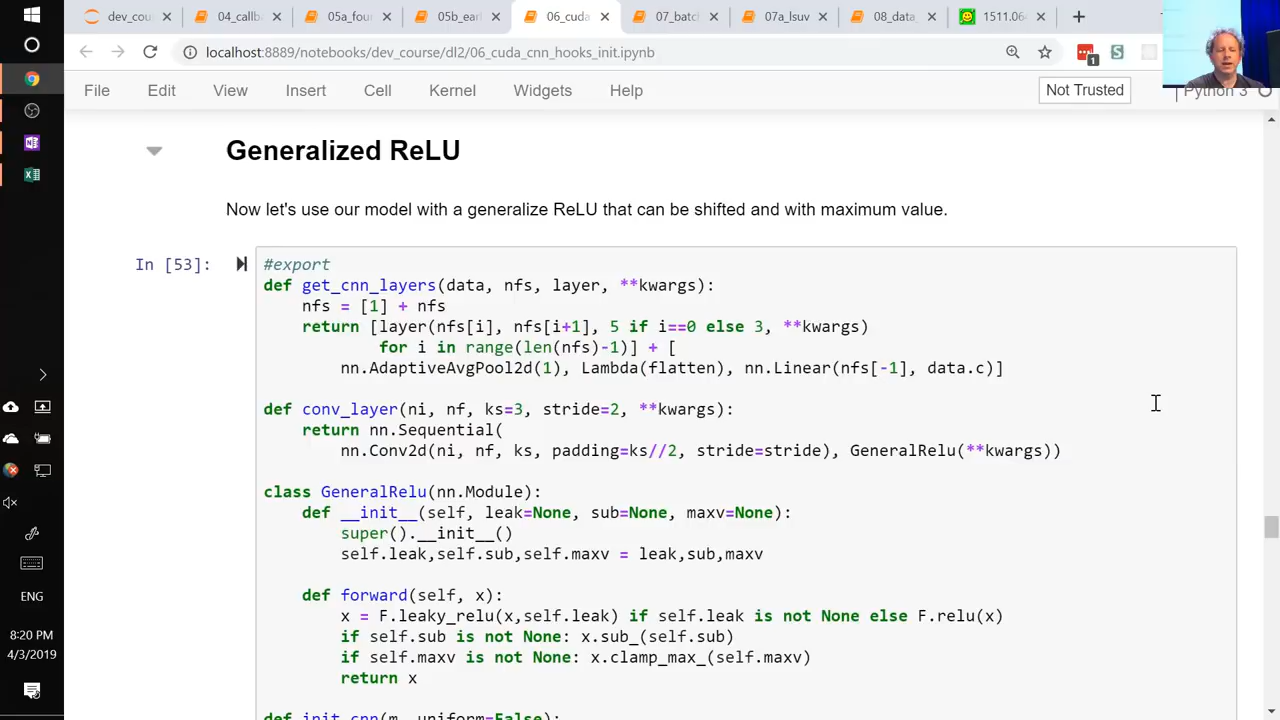 dev_cou
04_callb
05a_fou
05b_ear
06_cuda
07_batc
07a_lsuv
08_data_
1511.06
localhost:8889/notebooks/dev_course/dl2/06_cuda_cnn_hooks_init.ipynb
1
S
File Edit View Insert Cell Kernel Widgets Help
Not Trusted
Python 3
Generalized ReLU
Now let's use our model with a generalize ReLU that can be shifted and with maximum value.
In [53]:
#export
def get_cnn_layers(data, nfs, layer, **kwargs):
nfs = [1] + nfs
return [layer(nfs[i], nfs[i+1], 5 if i==0 else 3, **kwargs)
for i in range(len(nfs)-1)] + [
nn.AdaptiveAvgPool2d(1), Lambda(flatten), nn.Linear(nfs[-1], data.c)]
def conv_layer(ni, nf, ks=3, stride=2, **kwargs):
return nn.Sequential(
nn.Conv2d(ni, nf, ks, padding=ks//2, stride=stride), GeneralRelu(**kwargs))
class GeneralRelu(nn.Module):
def __init__(self, leak=None, sub=None, maxv=None):
super().__init__()
self.leak,self.sub,self.maxv = leak,sub,maxv
def forward(self, x):
x = F.leaky_relu(x,self.leak) if self.leak is not None else F.relu(x)
if self.sub is not None: x.sub_(self.sub)
if self.maxv is not None: x.clamp_max_(self.maxv)
return x
def init_cnn(m, uniform=False):
ENG
8:20 PM
4/3/2019